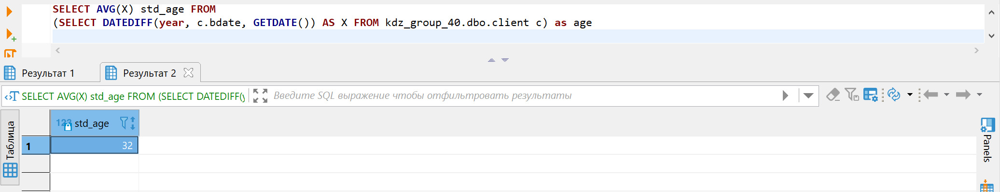 SELECT AVG(X) std_age FROM
(SELECT DATEDIFF(year, c.bdate, GETDATE()) AS X FROM kdz_group_40.dbo.client c) as age
Результат 1
Результат 2
SELECT AVG(X) std_age FROM (SELECT DATEDIFF(y
Введите SQL выражение чтобы отфильтровать результаты
Таблица
123 std_age
1
32
Panels